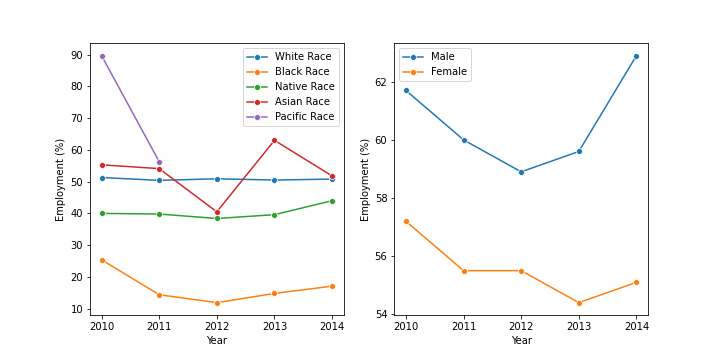 90
80
70
60
50
40
30
20
10
Employment (%)
2010 2011 2012 2013 2014
Year
White Race
Black Race
Native Race
Asian Race
Pacific Race
62
60
58
56
54
Employment (%)
2010 2011 2012 2013 2014
Year
Male
Female